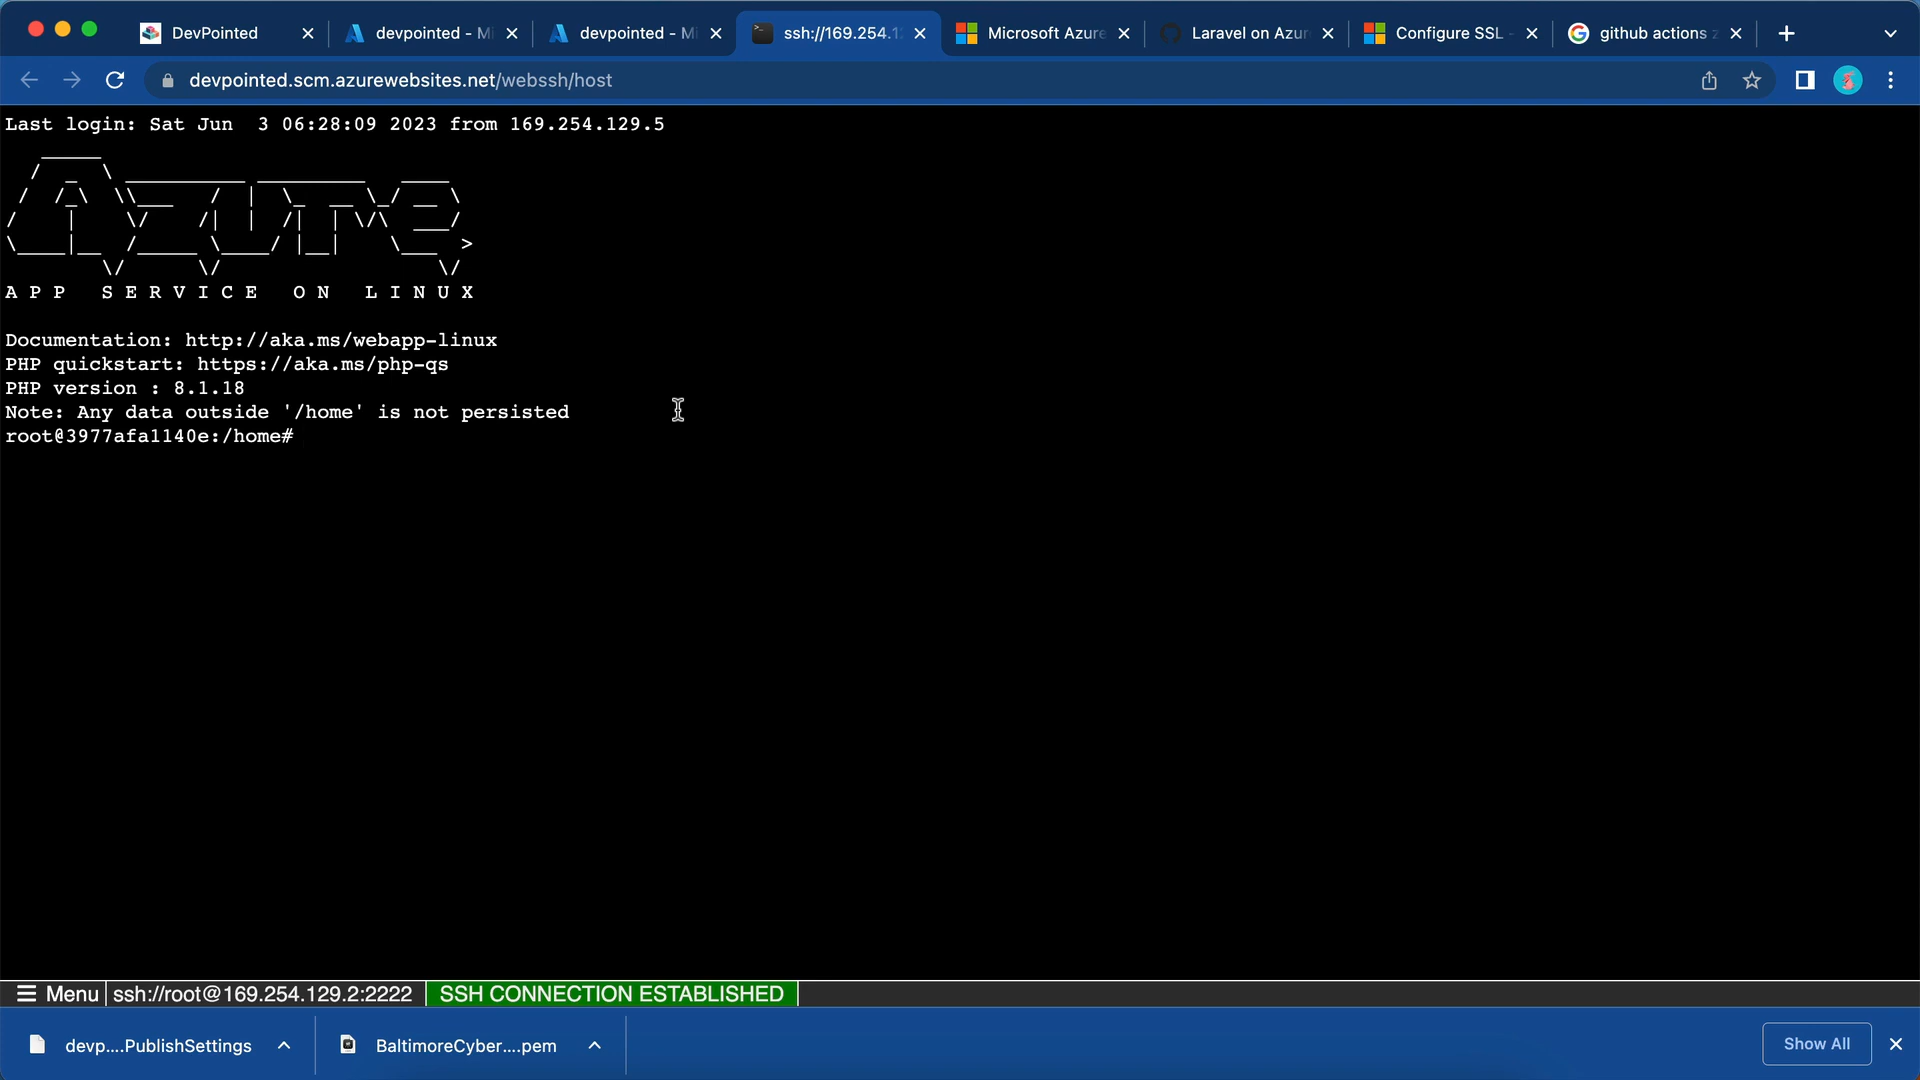 DevPointed
devpointed - Mi
devpointed - Mi
ssh://169.254.1
Microsoft Azure
Laravel on Azur
Configure SSL -
github actions
devpointed.scm.azurewebsites.net/webssh/host
Last login: Sat Jun  3 06:28:09 2023 from 169.254.129.5
A P P   S E R V I C E   O N   L I N U X
Documentation: http://aka.ms/webapp-linux
PHP quickstart: https://aka.ms/php-qs
PHP version : 8.1.18
Note: Any data outside '/home' is not persisted
root@3977afa1140e:/home#
Menu
ssh://root@169.254.129.2:2222
SSH CONNECTION ESTABLISHED
devp....PublishSettings
BaltimoreCyber....pem
Show All